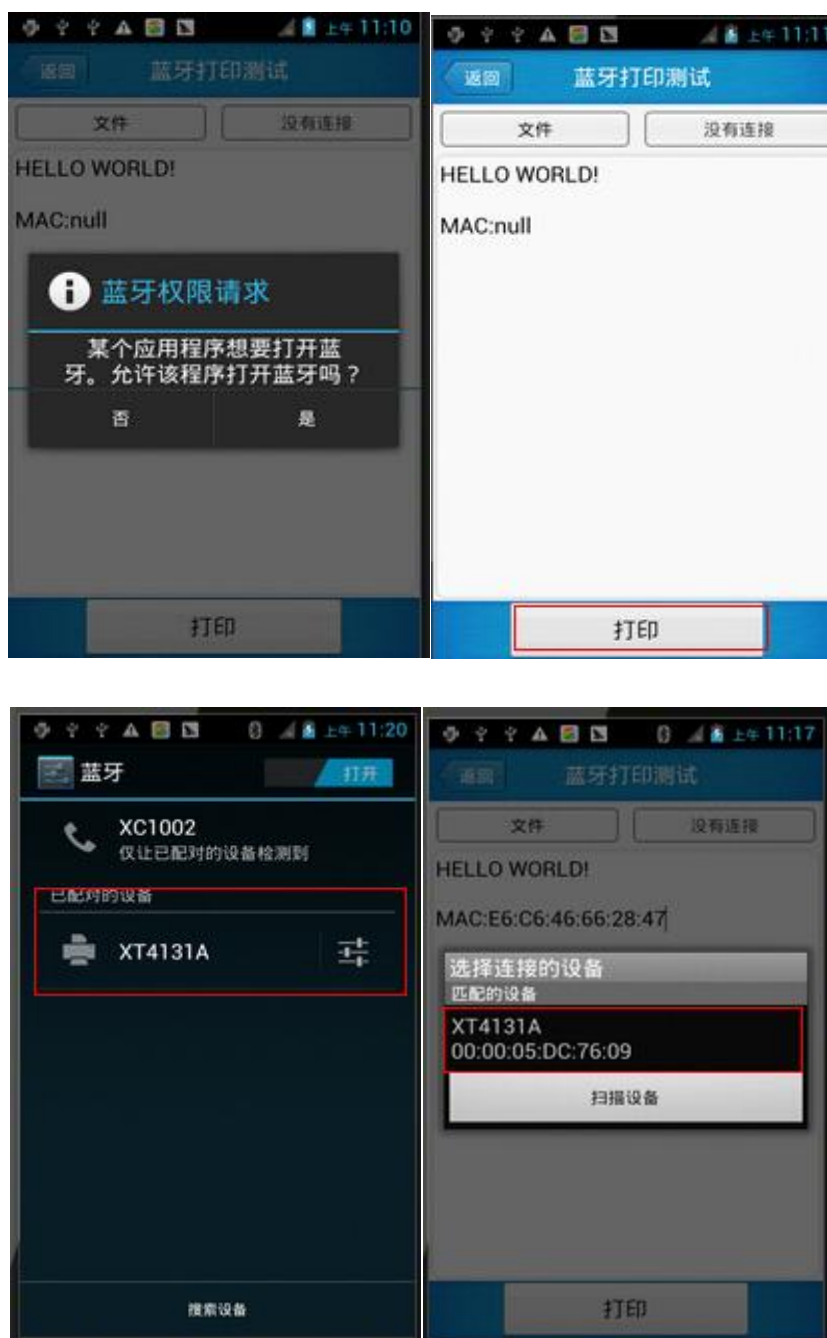 上午 11:10
返回
蓝牙打印测试
文件
没有连接
HELLO WORLD!
MAC:null
蓝牙权限请求
某个应用程序想要打开蓝
牙。允许该程序打开蓝牙吗？
否
是
打印
上午 11:11
返回
蓝牙打印测试
文件
没有连接
HELLO WORLD!
MAC:null
打印
上午 11:20
蓝牙
打开
XC1002
仅让已配对的设备检测到
已配对的设备
XT4131A
搜索设备
上午 11:17
返回
蓝牙打印测试
文件
没有连接
HELLO WORLD!
MAC:E6:C6:46:66:28:47
选择连接的设备
匹配的设备
XT4131A
00:00:05:DC:76:09
扫描设备
打印